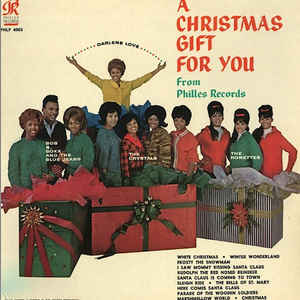 A
CHRISTMAS
GIFT
FOR YOU
From
Philles Records
PHLP 4005
DARLENE LOVE
BOB
B.
SOXX
AND THE
BLUE JEANS
THE
CRYSTALS
THE
RONETTES
WHITE CHRISTMAS • WINTER WONDERLAND
FROSTY THE SNOWMAN
I SAW MOMMY KISSING SANTA CLAUS
RUDOLPH THE RED NOSED REINDEER
SANTA CLAUS IS COMING TO TOWN
SLEIGH RIDE • THE BELLS OF ST. MARY
HERE COMES SANTA CLAUS
PARADE OF THE WOODEN SOLDIERS
MARSHMALLOW WORLD • CHRISTMAS